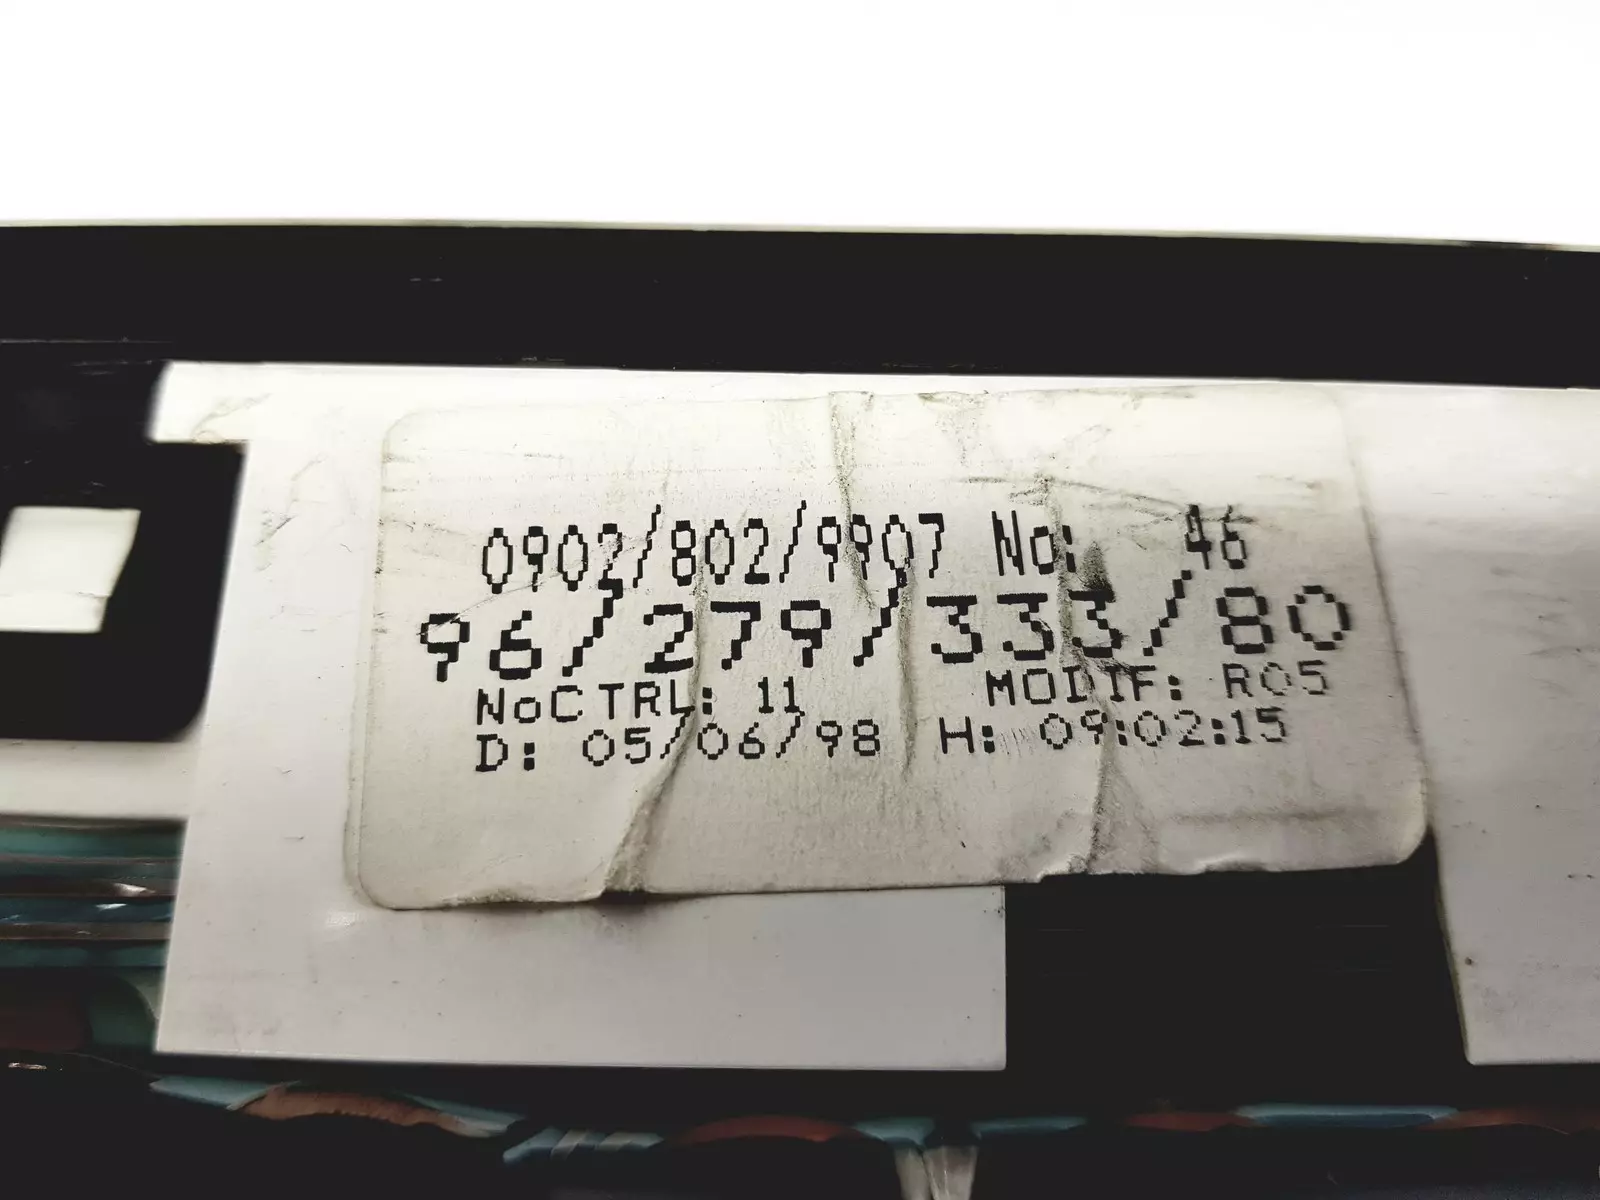 0902/802/9907 No: 46
96/279/333/80
NoCTRL: 11 MODIF: R05
D: 05/06/98 H: 09:02:15